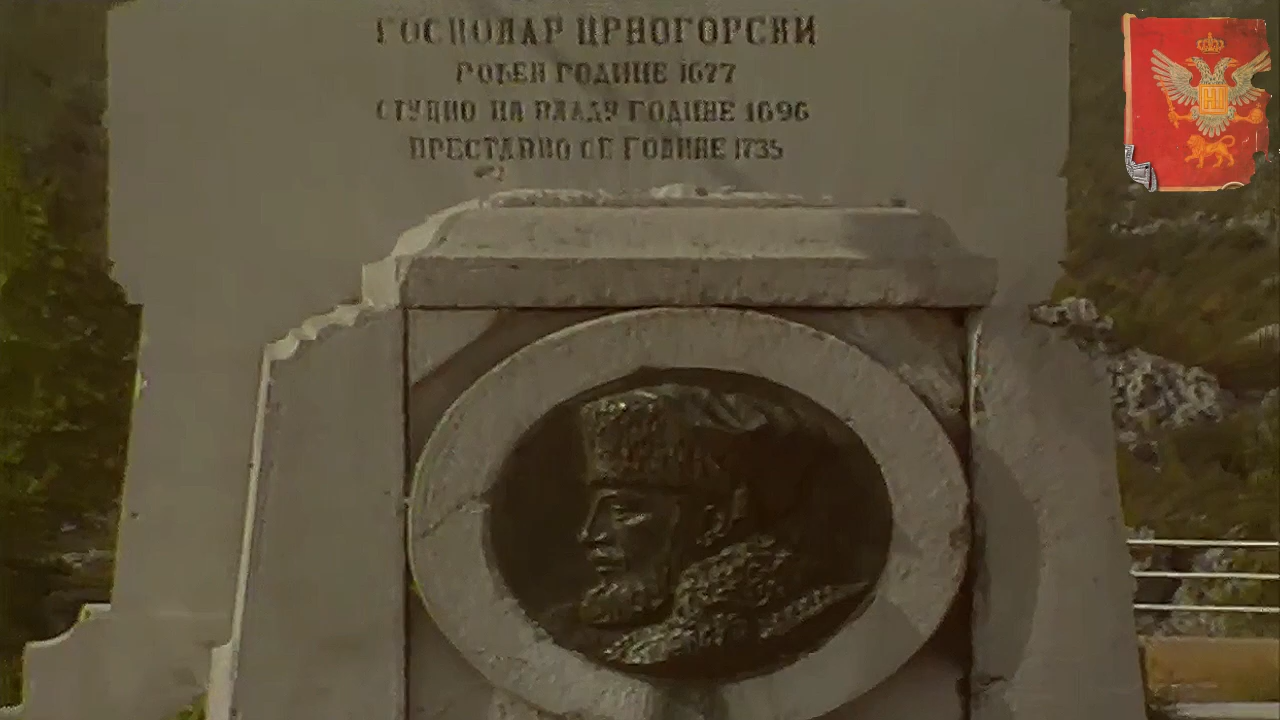 ГОСПОДАР ЦРНОГОРСКИ
РОЂЕН ГОДИНЕ 1677
СТУПИО НА ВЛАДУ ГОДИНЕ 1696
ПРЕСТАВИО СЕ ГОДИНЕ 1735